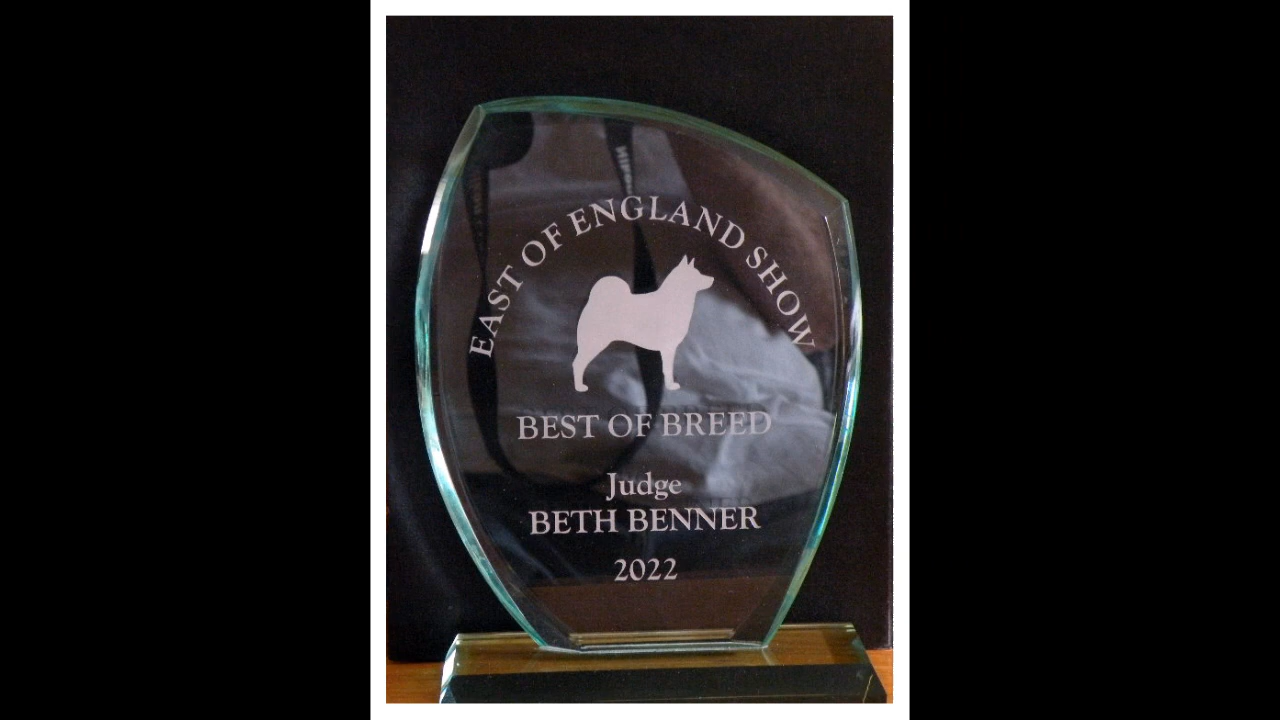 EAST OF ENGLAND SHOW
BEST OF BREED
Judge
BETH BENNER
2022